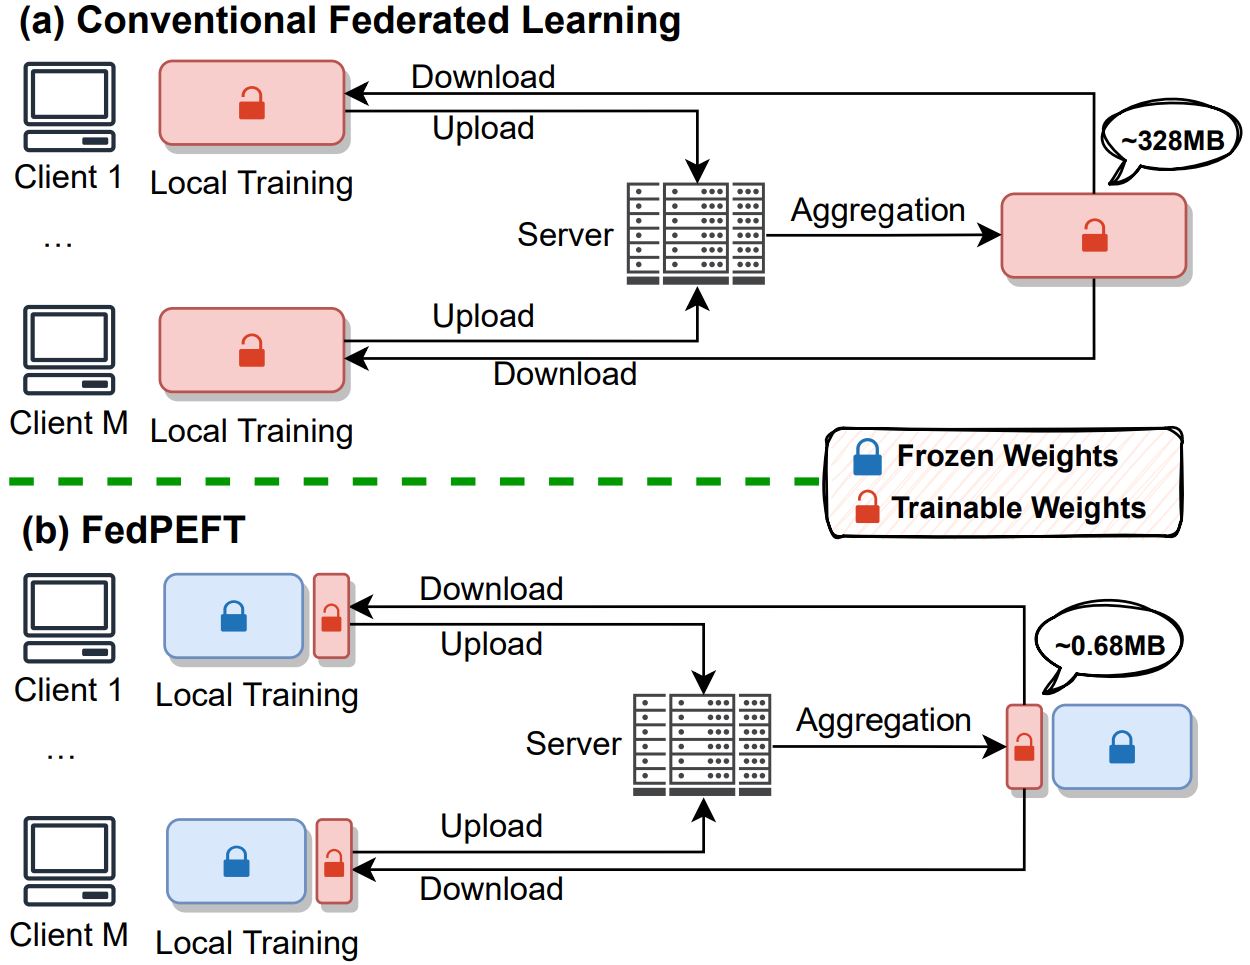 (a) Conventional Federated Learning
Download
Upload
~328MB
Client 1
Local Training
Aggregation
Server
...
Upload
Download
Client M
Local Training
Frozen Weights
Trainable Weights
(b) FedPEFT
Download
Upload
~0.68MB
Client 1
Local Training
Aggregation
Server
...
Upload
Download
Client M
Local Training